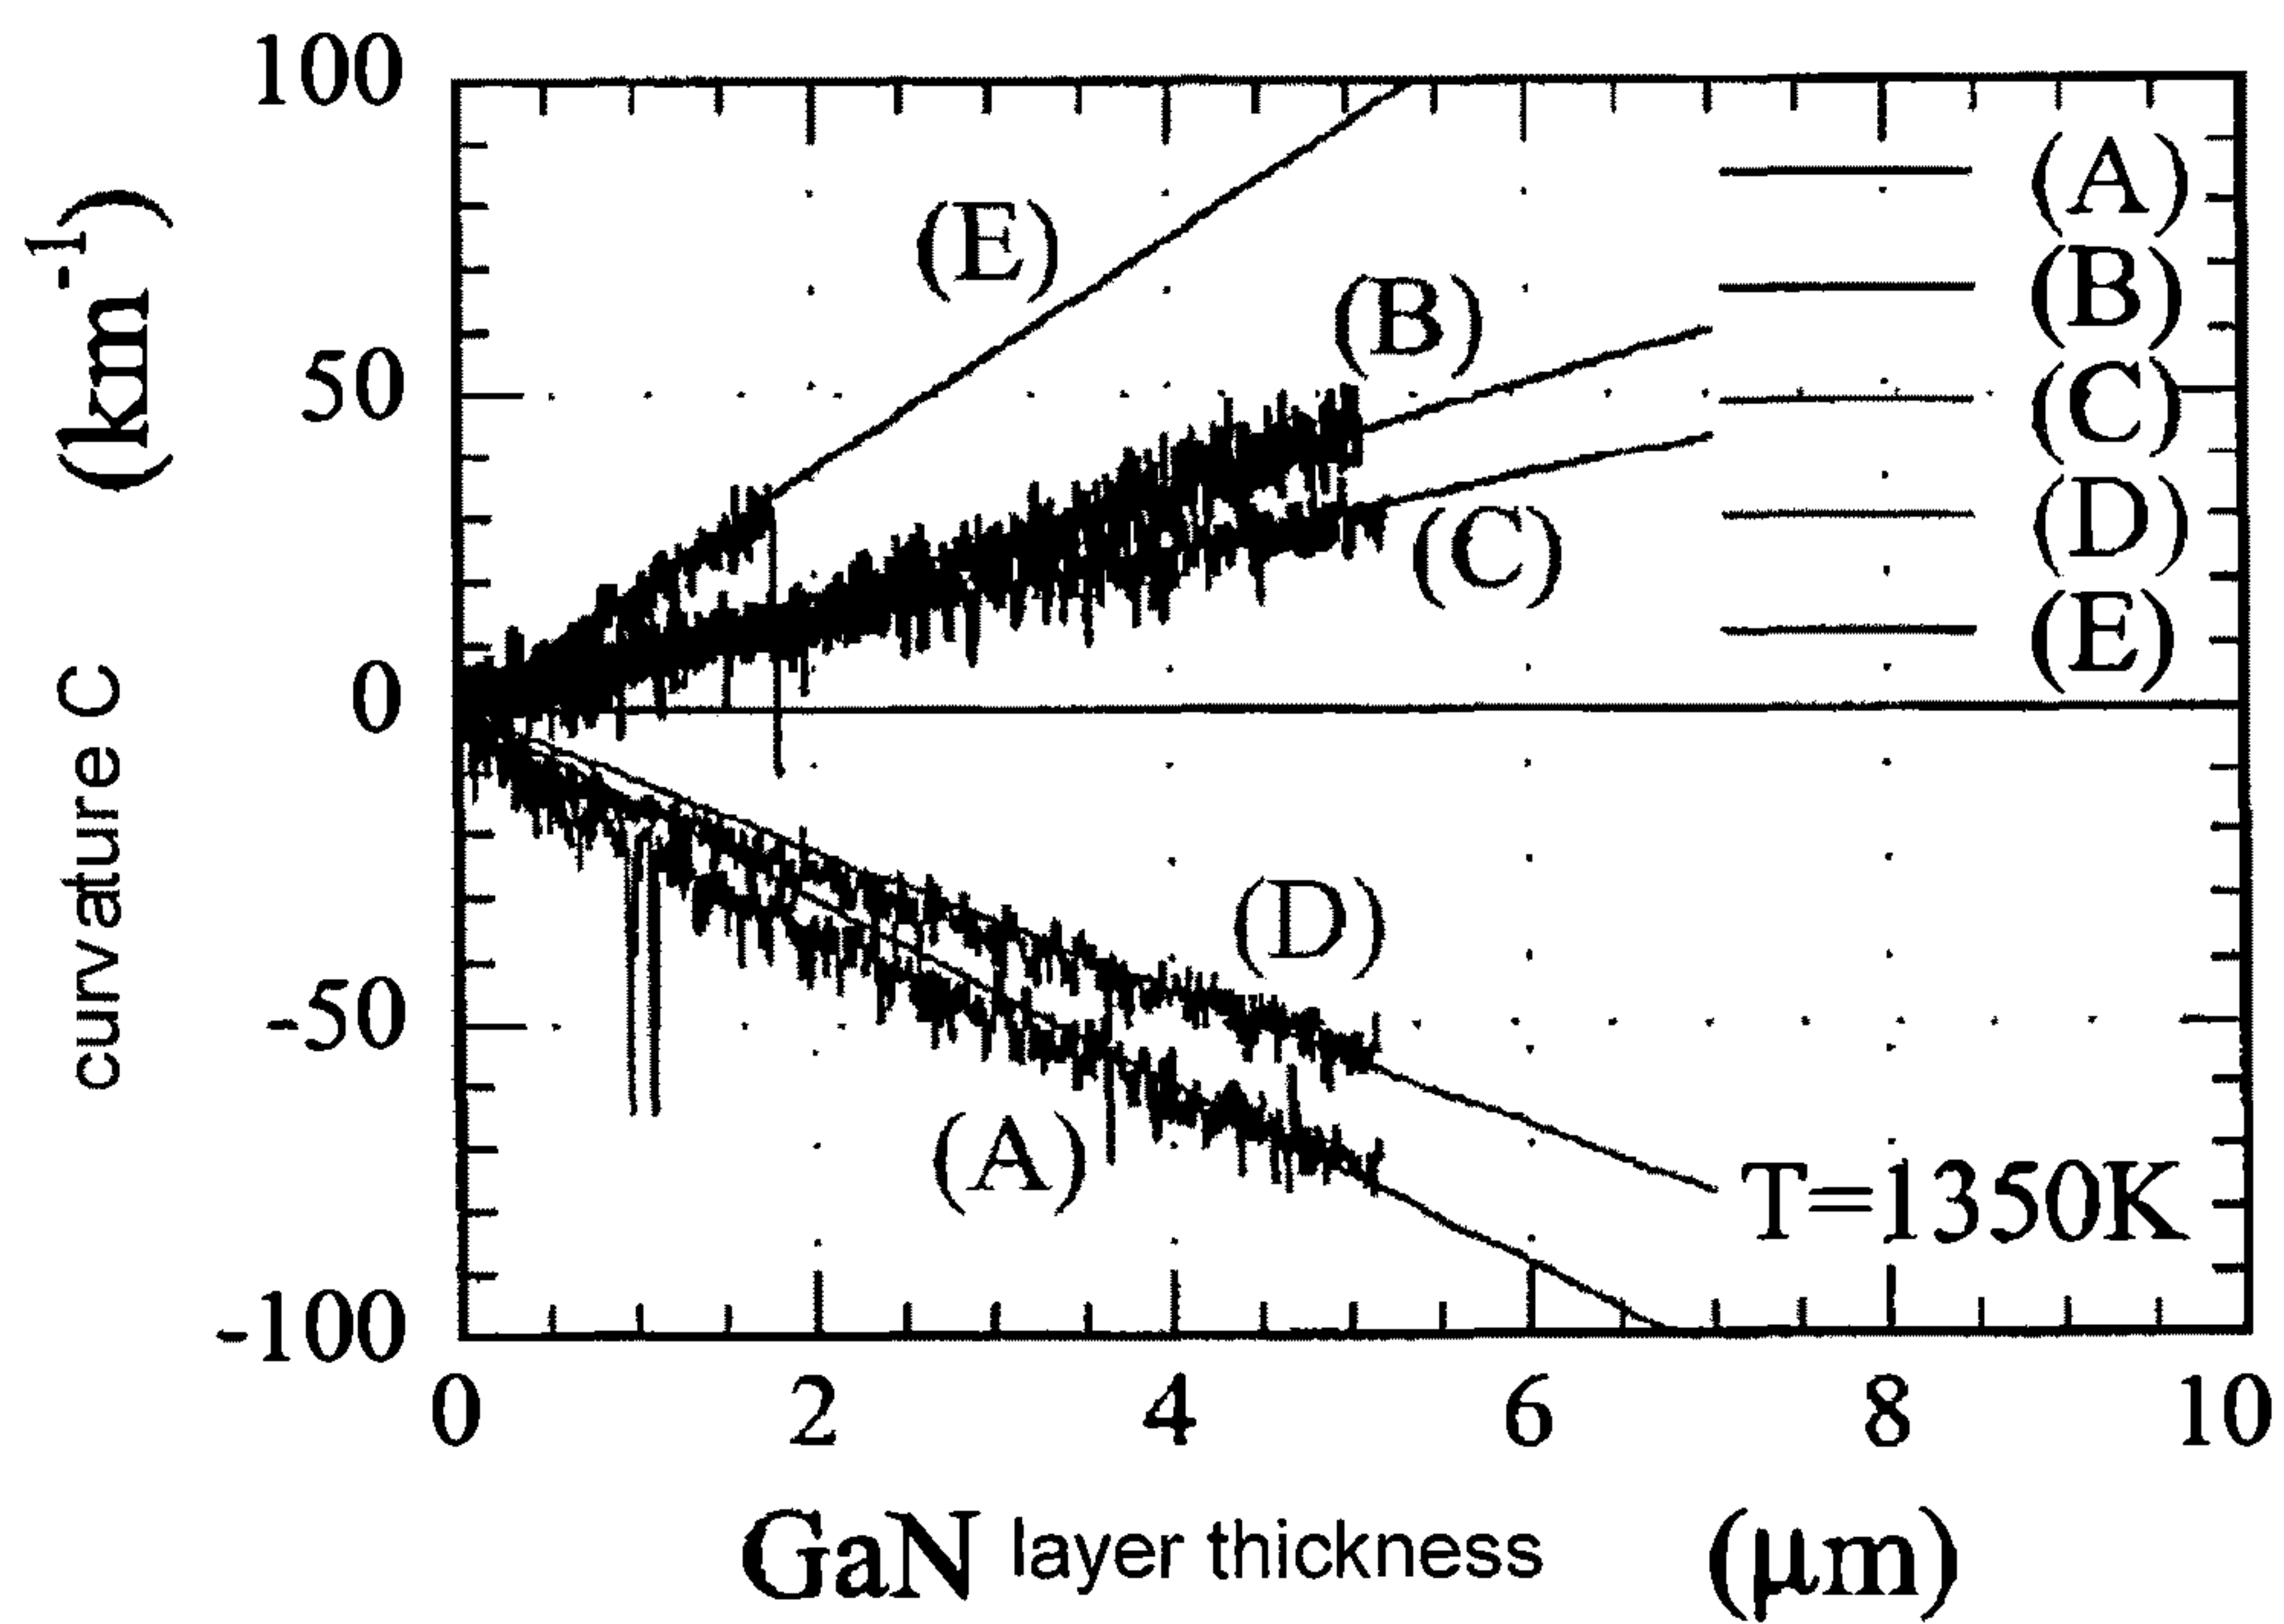 100
50
0
-50
-100
curvature C (km-1)
(E)
(B)
(C)
(D)
(A)
(A)
(B)
(C)
(D)
(E)
T=1350K
0 2 4 6 8 10
GaN layer thickness (μm)